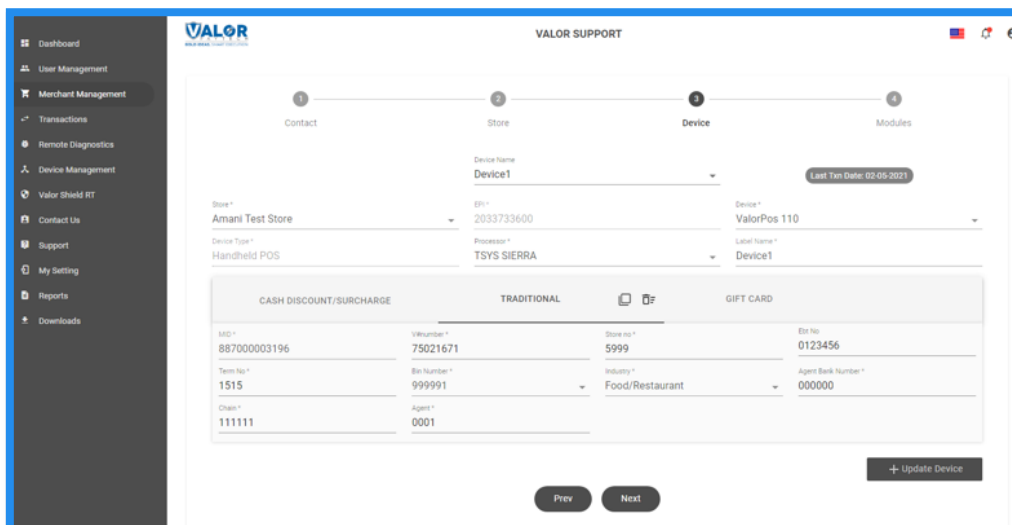 VALOR
VALOR SUPPORT
Dashboard
User Management
Merchant Management
Transactions
Remote Diagnostics
Device Management
Valor Shield RT
Contact Us
Support
My Setting
Reports
Downloads
1 2 3 4
Contact Store Device Modules
Device Name
Device1
Last Txn Date: 02-05-2021
Store * EPI * Device *
Amani Test Store 2033733600 ValorPos 110
Device Type * Processor * Label Name *
Handheld POS TSYS SIERRA Device1
CASH DISCOUNT/SURCHARGE TRADITIONAL GIFT CARD
MID * V#number * Store no * Ebt No
887000003196 75021671 5999 0123456
Term No * Bin Number * Industry * Agent Bank Number *
1515 999991 Food/Restaurant 000000
Chain * Agent *
111111 0001
+ Update Device
Prev Next